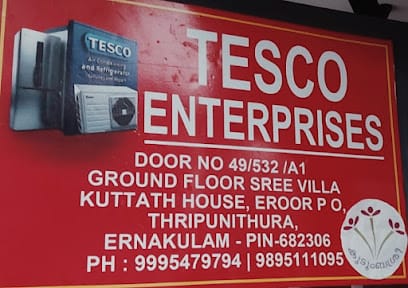 TESCO
Air Conditioning
and Refrigerator
TESCO
ENTERPRISES
DOOR NO 49/532 /A1
GROUND FLOOR SREE VILLA
KUTTATH HOUSE, EROOR P O,
THRIPUNITHURA,
ERNAKULAM - PIN-682306
PH : 9995479794 | 9895111095